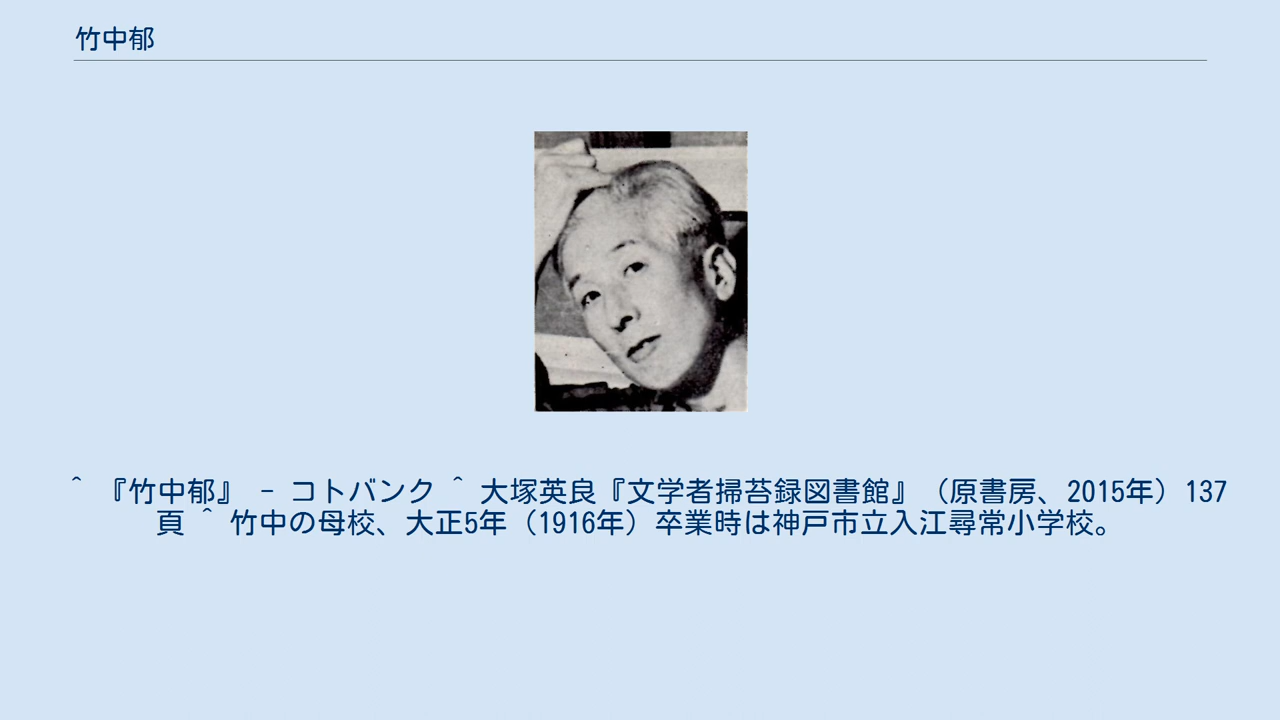 竹中郁
^ 『竹中郁』 - コトバンク ^ 大塚英良『文学者掃苔録図書館』（原書房、2015年）137
頁 ^ 竹中の母校、大正5年（1916年）卒業時は神戸市立入江尋常小学校。